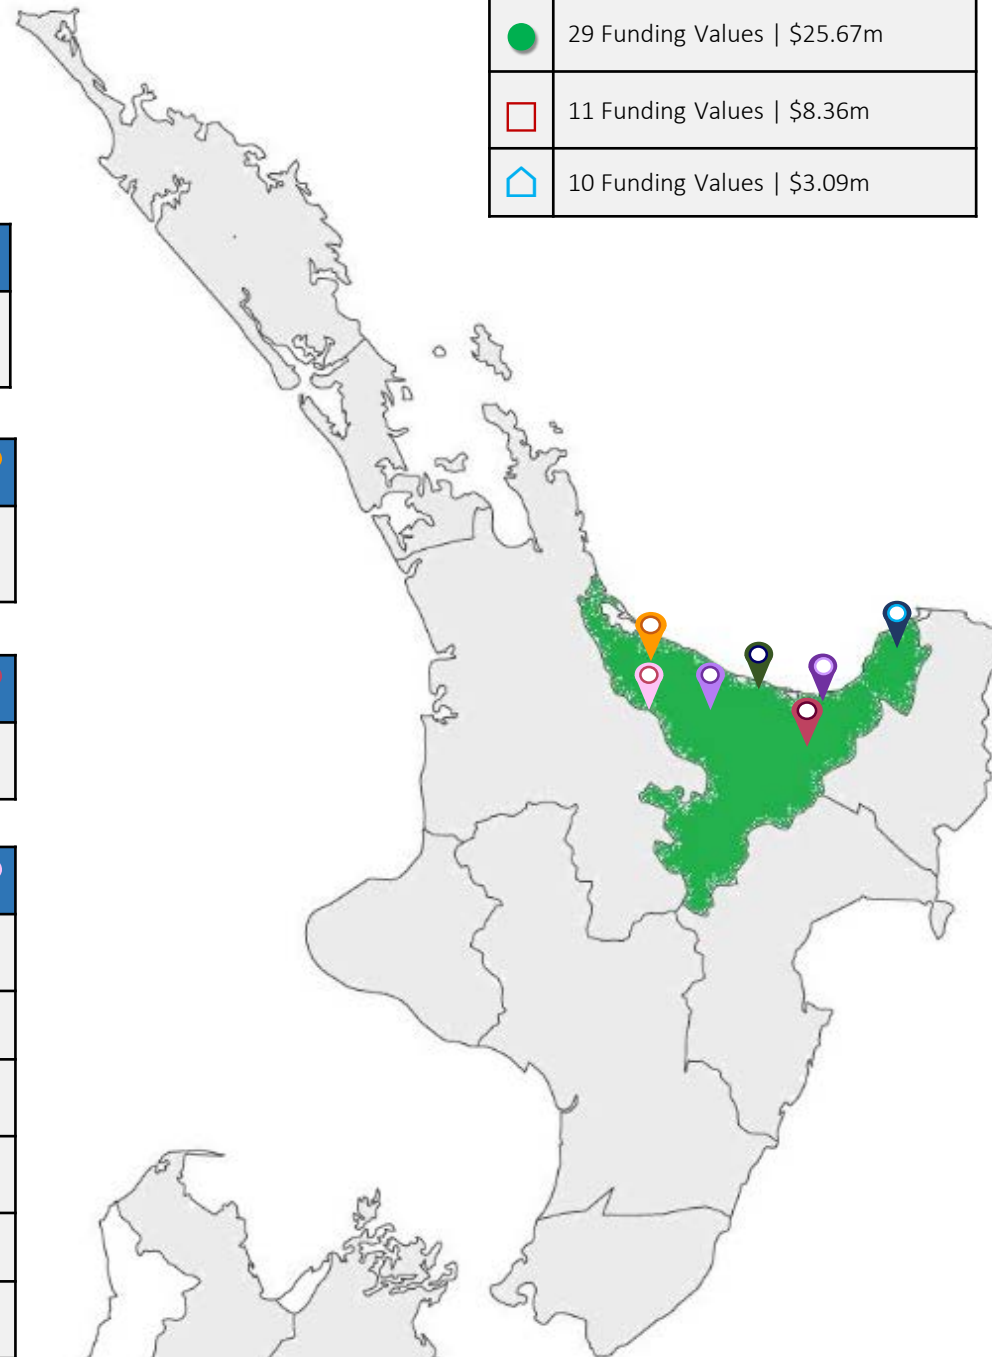 29 Funding Values | $25.67m
11 Funding Values | $8.36m
10 Funding Values | $3.09m